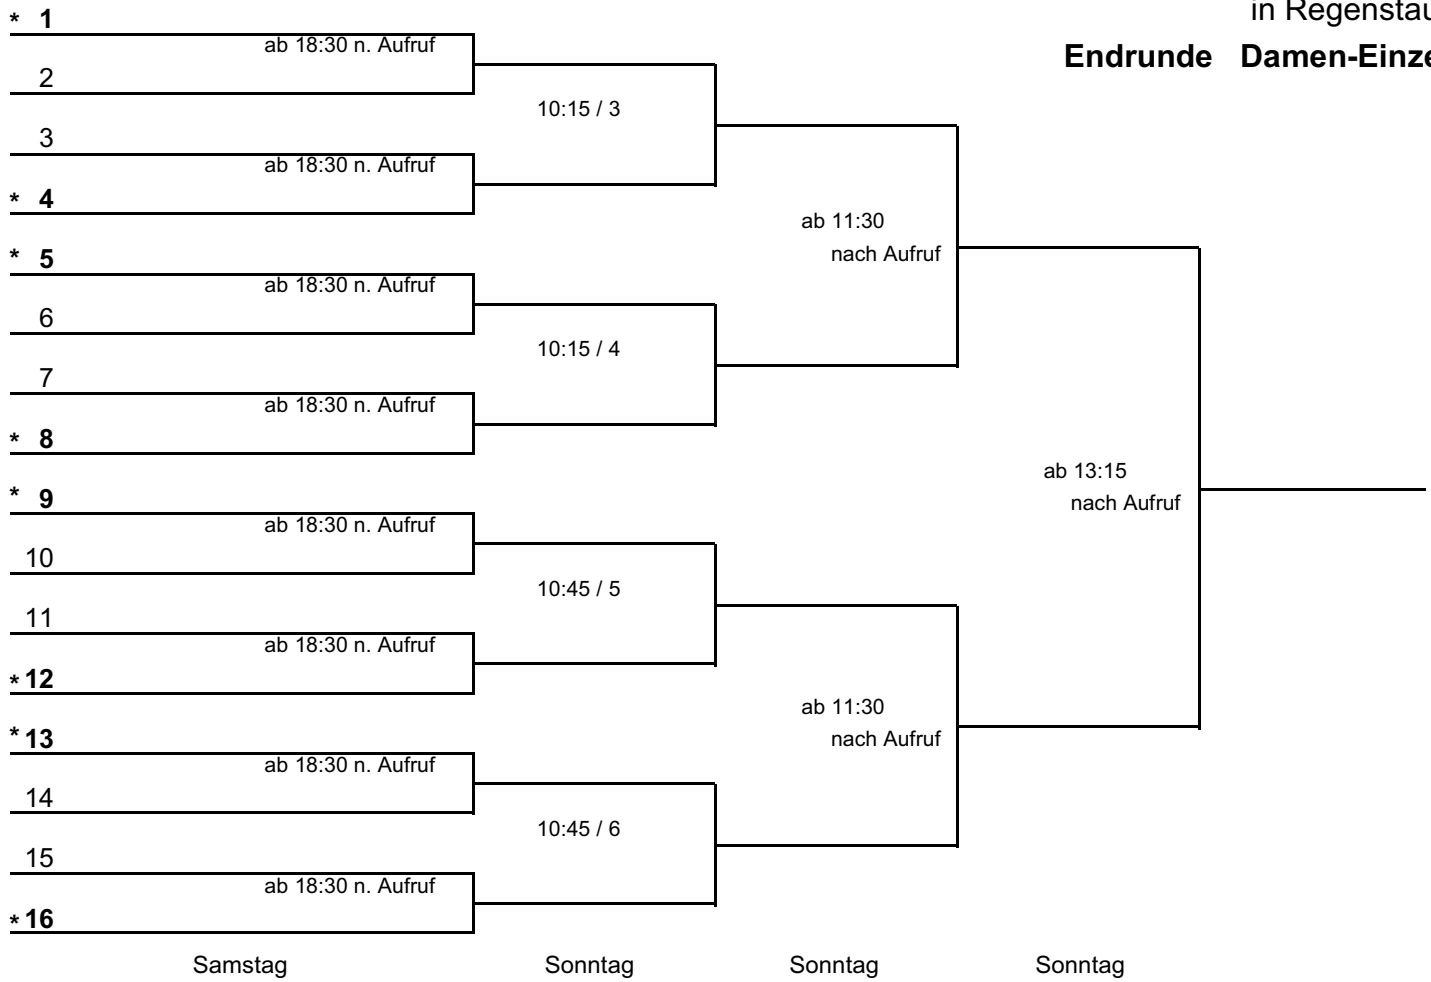 in Regenstau
Endrunde Damen-Einze
* 1
ab 18:30 n. Aufruf
2
10:15 / 3
3
ab 18:30 n. Aufruf
* 4
ab 11:30
nach Aufruf
* 5
ab 18:30 n. Aufruf
6
10:15 / 4
7
ab 18:30 n. Aufruf
* 8
ab 13:15
nach Aufruf
* 9
ab 18:30 n. Aufruf
10
10:45 / 5
11
ab 18:30 n. Aufruf
* 12
ab 11:30
nach Aufruf
* 13
ab 18:30 n. Aufruf
14
10:45 / 6
15
ab 18:30 n. Aufruf
* 16
Samstag Sonntag Sonntag Sonntag